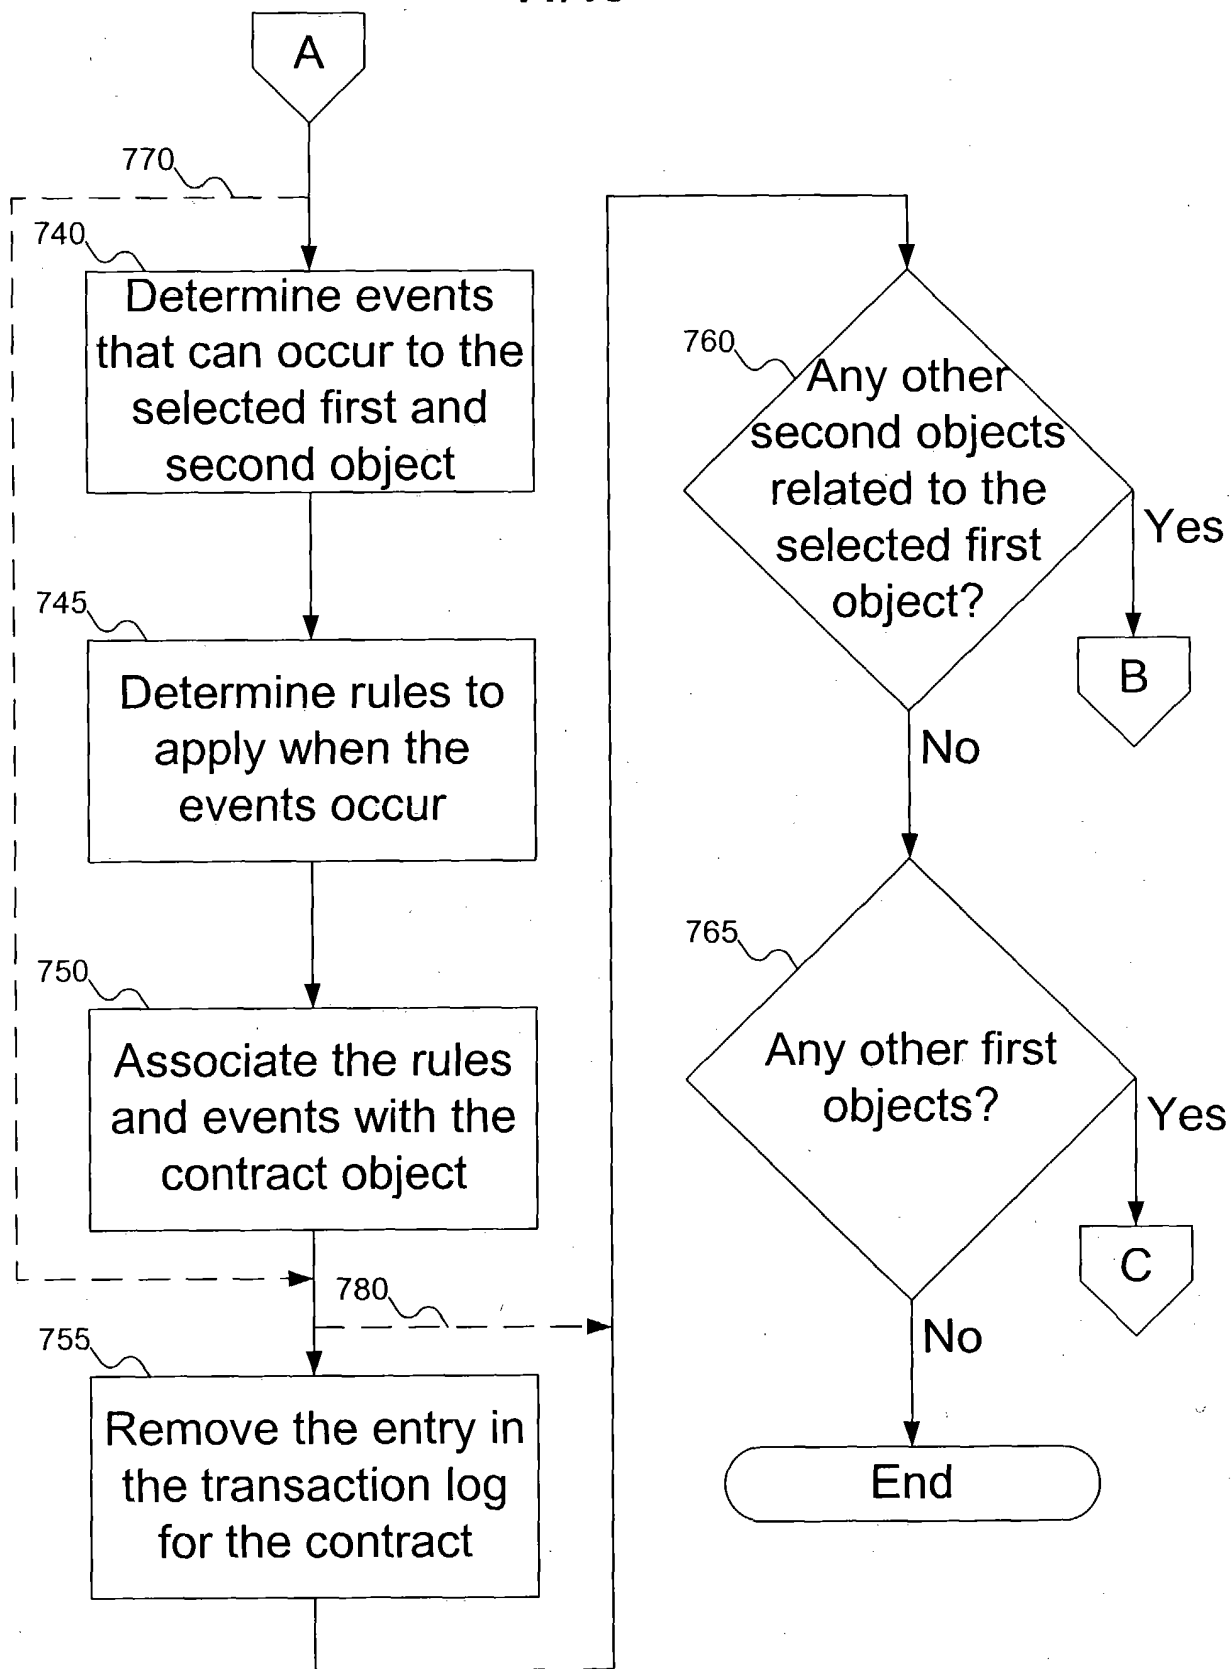 A
770
740
Determine events
that can occur to the
selected first and
second object
745
Determine rules to
apply when the
events occur
750
Associate the rules
and events with the
contract object
780
755
Remove the entry in
the transaction log
for the contract
760
Any other
second objects
related to the
selected first
object?
Yes
B
No
765
Any other first
objects?
Yes
C
No
End